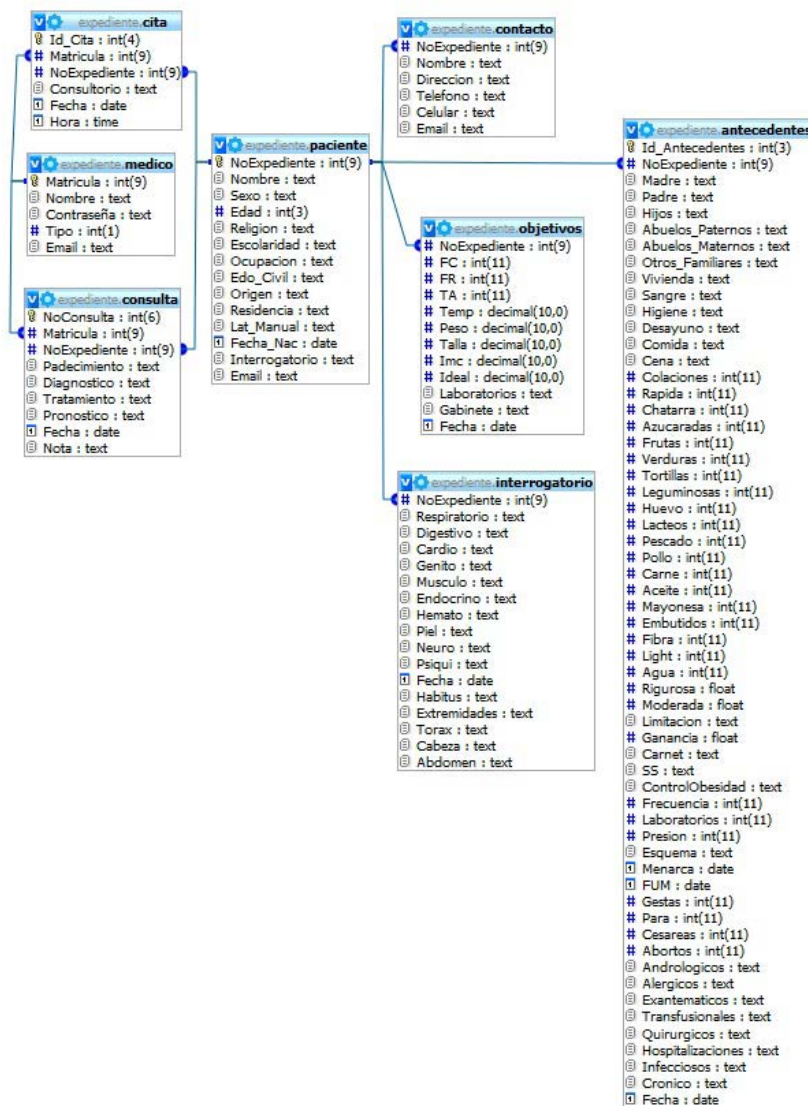 expediente.cita
Id_Cita : int(4)
Matricula : int(9)
NoExpediente : int(9)
Consultorio : text
Fecha : date
Hora : time
expediente.medico
Matricula : int(9)
Nombre : text
Contraseña : text
Tipo : int(1)
Email : text
expediente.consulta
NoConsulta : int(6)
Matricula : int(9)
NoExpediente : int(9)
Padecimiento : text
Diagnostico : text
Tratamiento : text
Pronostico : text
Fecha : date
Nota : text
expediente.paciente
NoExpediente : int(9)
Nombre : text
Sexo : text
Edad : int(3)
Religion : text
Escolaridad : text
Ocupacion : text
Edo_Civil : text
Origen : text
Residencia : text
Lat_Manual : text
Fecha_Nac : date
Interrogatorio : text
Email : text
expediente.contacto
NoExpediente : int(9)
Nombre : text
Direccion : text
Telefono : text
Celular : text
Email : text
expediente.objetivos
NoExpediente : int(9)
FC : int(11)
FR : int(11)
TA : int(11)
Temp : decimal(10,0)
Peso : decimal(10,0)
Talla : decimal(10,0)
Imc : decimal(10,0)
Ideal : decimal(10,0)
Laboratorios : text
Gabinete : text
Fecha : date
expediente.interrogatorio
NoExpediente : int(9)
Respiratorio : text
Digestivo : text
Cardio : text
Genito : text
Musculo : text
Endocrino : text
Hemato : text
Piel : text
Neuro : text
Psiqui : text
Fecha : date
Habitus : text
Extremidades : text
Torax : text
Cabeza : text
Abdomen : text
expediente.antecedentes
Id_Antecedentes : int(3)
NoExpediente : int(9)
Madre : text
Padre : text
Hijos : text
Abuelos_Paternos : text
Abuelos_Maternos : text
Otros_Familiares : text
Vivienda : text
Sangre : text
Higiene : text
Desayuno : text
Comida : text
Cena : text
Colaciones : int(11)
Rapida : int(11)
Chatarra : int(11)
Azucaradas : int(11)
Frutas : int(11)
Verduras : int(11)
Tortillas : int(11)
Leguminosas : int(11)
Huevo : int(11)
Lacteos : int(11)
Pescado : int(11)
Pollo : int(11)
Carne : int(11)
Aceite : int(11)
Mayonesa : int(11)
Embutidos : int(11)
Fibra : int(11)
Light : int(11)
Agua : int(11)
Rigurosa : float
Moderada : float
Limitacion : text
Ganancia : float
Carnet : text
SS : text
ControlObesidad : text
Frecuencia : int(11)
Laboratorios : int(11)
Presion : int(11)
Esquema : text
Menarca : date
FUM : date
Gestas : int(11)
Para : int(11)
Cesareas : int(11)
Abortos : int(11)
Andrologicos : text
Alergicos : text
Exantematicos : text
Transfusionales : text
Quirurgicos : text
Hospitalizaciones : text
Infecciosos : text
Cronico : text
Fecha : date